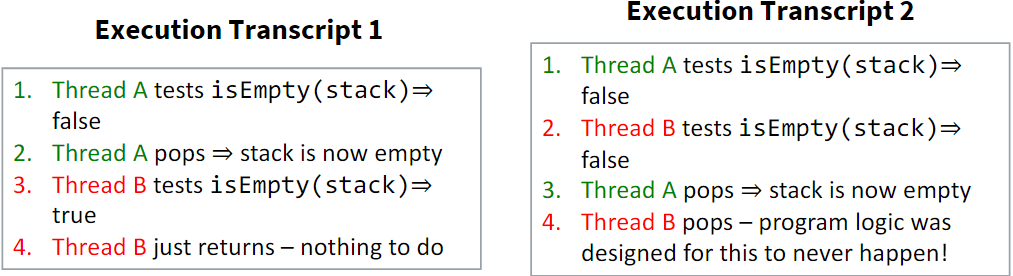 Execution Transcript 1
1. Thread A tests isEmpty(stack)⇒
false
2. Thread A pops ⇒ stack is now empty
3. Thread B tests isEmpty(stack)⇒
true
4. Thread B just returns – nothing to do
Execution Transcript 2
1. Thread A tests isEmpty(stack)⇒
false
2. Thread B tests isEmpty(stack)⇒
false
3. Thread A pops ⇒ stack is now empty
4. Thread B pops – program logic was
designed for this to never happen!